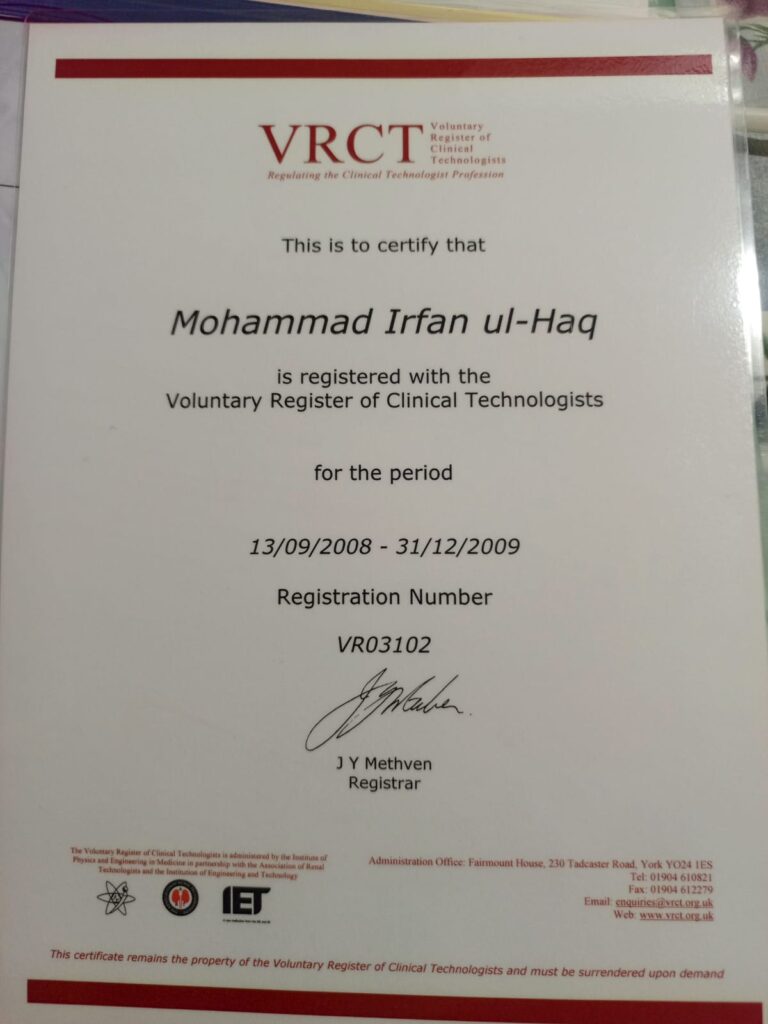 VRCT
Voluntary
Register of
Clinical
Technologists
Regulating the Clinical Technologist Profession
This is to certify that
Mohammad Irfan ul-Haq
is registered with the
Voluntary Register of Clinical Technologists
for the period
13/09/2008 - 31/12/2009
Registration Number
VR03102
J Y Methven
J Y Methven
Registrar
The Voluntary Register of Clinical Technologists is administered by the Institute of
Physics and Engineering in Medicine in partnership with the Association of Renal
Technologists and the Institution of Engineering and Technology
IET
Administration Office: Fairmount House, 230 Tadcaster Road, York YO24 1ES
Tel: 01904 610821
Fax: 01904 612279
Email: enquiries@vrct.org.uk
Web: www.vrct.org.uk
This certificate remains the property of the Voluntary Register of Clinical Technologists and must be surrendered upon demand